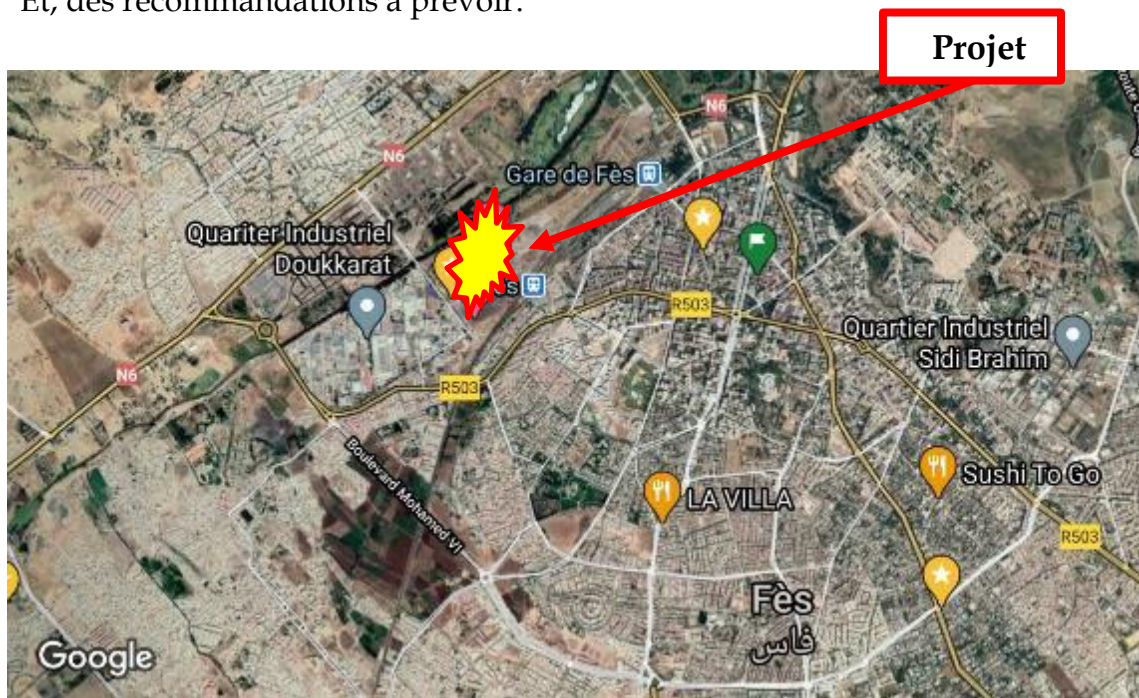 Et, des recommandations à prévoir.
Projet
N6
N6
Gare de Fès
Quariter Industriel
Doukkarat
R503
Quartier Industriel
Sidi Brahim
N6
R503
Boulevard Mohamed VI
LA VILLA
Sushi To Go
R503
Fès
فاس
Google